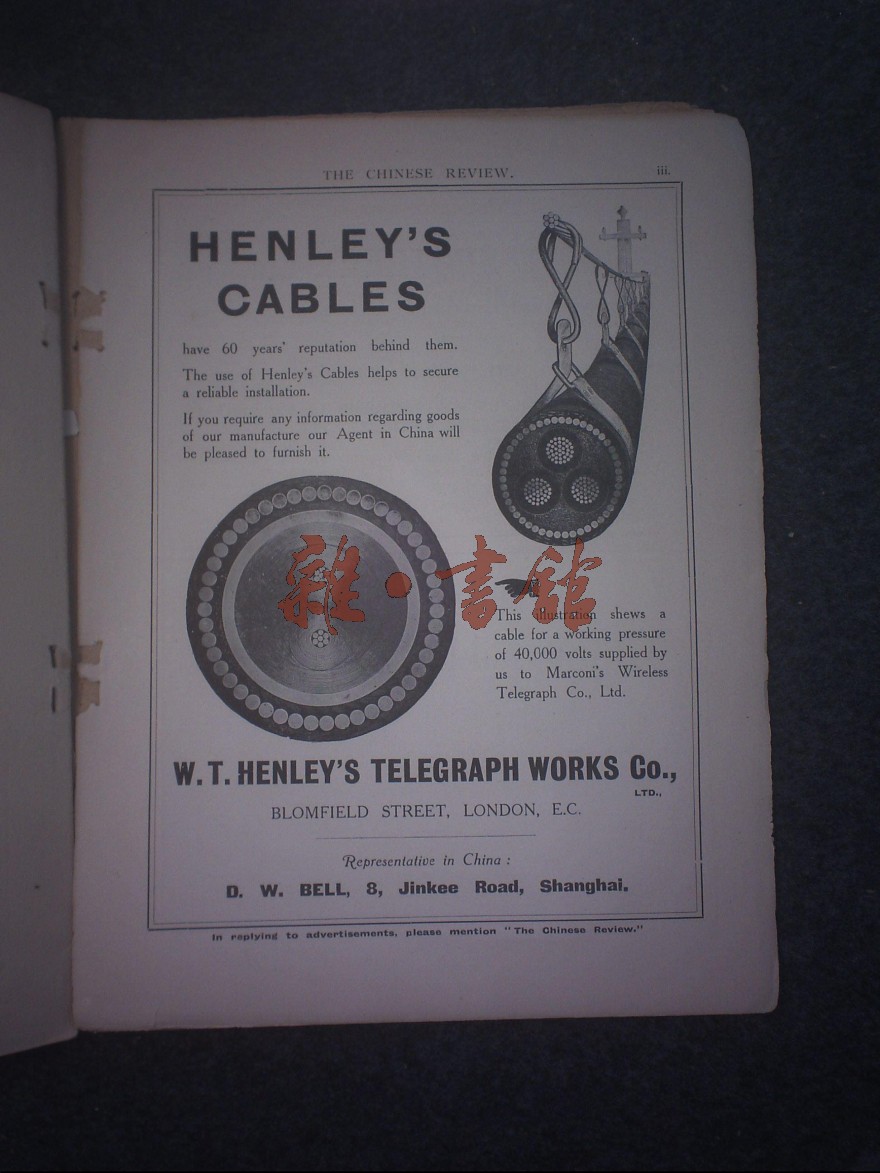 THE CHINESE REVIEW.
iii.
HENLEY'S
CABLES
have 60 years' reputation behind them.
The use of Henley's Cables helps to secure
a reliable installation.
If you require any information regarding goods
of our manufacture our Agent in China will
be pleased to furnish it.
雜·書館
This illustration shews a
cable for a working pressure
of 40,000 volts supplied by
us to Marconi's Wireless
Telegraph Co., Ltd.
W. T. HENLEY'S TELEGRAPH WORKS Co.,
LTD.,
BLOMFIELD STREET, LONDON, E.C.
Representative in China :
D. W. BELL, 8, Jinkee Road, Shanghai.
In replying to advertisements, please mention "The Chinese Review."